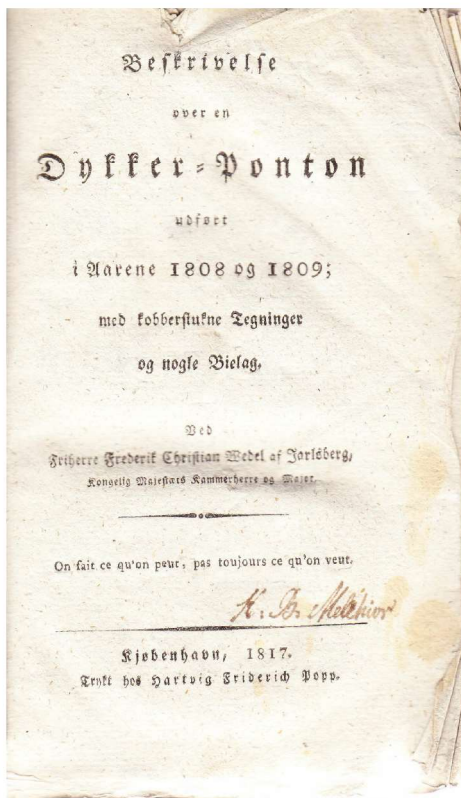 Beskrivelse
over en
Dykker-Ponton
udført
i Aarene 1808 og 1809;
med kobberstukne Tegninger
og nogle Bielag.
Ved
Friherre Frederik Christian Wedel af Jarlsberg,
Kongelig Majestæts Kammerherre og Major.
On fait ce qu'on peut, pas toujours ce qu'on veut.
K. B. Melchior
Kjøbenhavn, 1817.
Trykt hos Hartvig Friderich Popp.